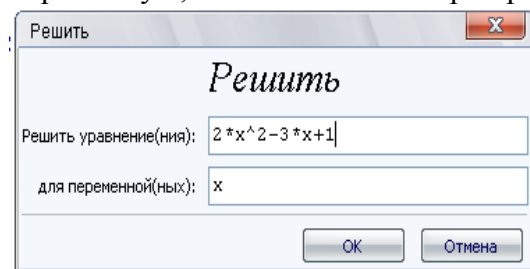 Решить
Решить
Решить уравнение(ния): 2*x^2-3*x+1
для переменной(ных): x
OK Отмена